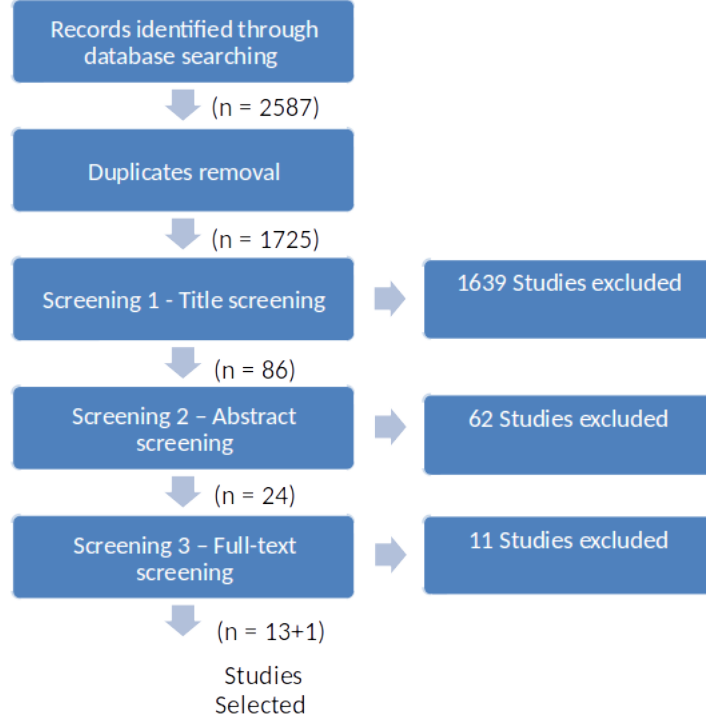 Records identified through
database searching
(n = 2587)
Duplicates removal
(n = 1725)
Screening 1 - Title screening
1639 Studies excluded
(n = 86)
Screening 2 – Abstract
screening
62 Studies excluded
(n = 24)
Screening 3 – Full-text
screening
11 Studies excluded
(n = 13+1)
Studies
Selected